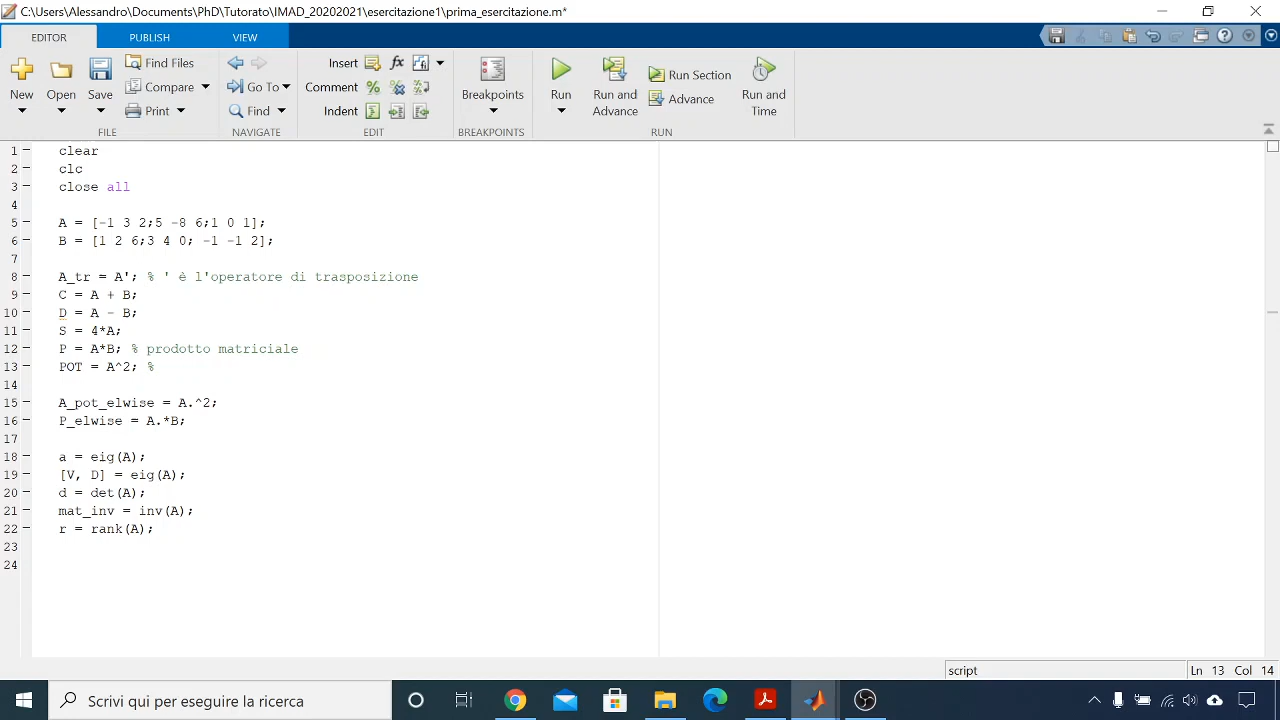 C:\Users\Alessandro\Documents\PhD\Tutorato\IMAD_20202021\esercitazione1\prima_esercitazione.m*
EDITOR PUBLISH VIEW
New Open Save Find Files Compare Print
Go To Find
Insert fx Comment Indent
Breakpoints
Run Run and Advance Run Section Advance Run and Time
FILE NAVIGATE EDIT BREAKPOINTS RUN
1 clear
2 clc
3 close all
4
5 A = [-1 3 2;5 -8 6;1 0 1];
6 B = [1 2 6;3 4 0; -1 -1 2];
7
8 A_tr = A'; % ' è l'operatore di trasposizione
9 C = A + B;
10 D = A - B;
11 S = 4*A;
12 P = A*B; % prodotto matriciale
13 POT = A^2; %
14
15 A_pot_elwise = A.^2;
16 P_elwise = A.*B;
17
18 a = eig(A);
19 [V, D] = eig(A);
20 d = det(A);
21 mat_inv = inv(A);
22 r = rank(A);
23
24
script Ln 13 Col 14
Scrivi qui per eseguire la ricerca